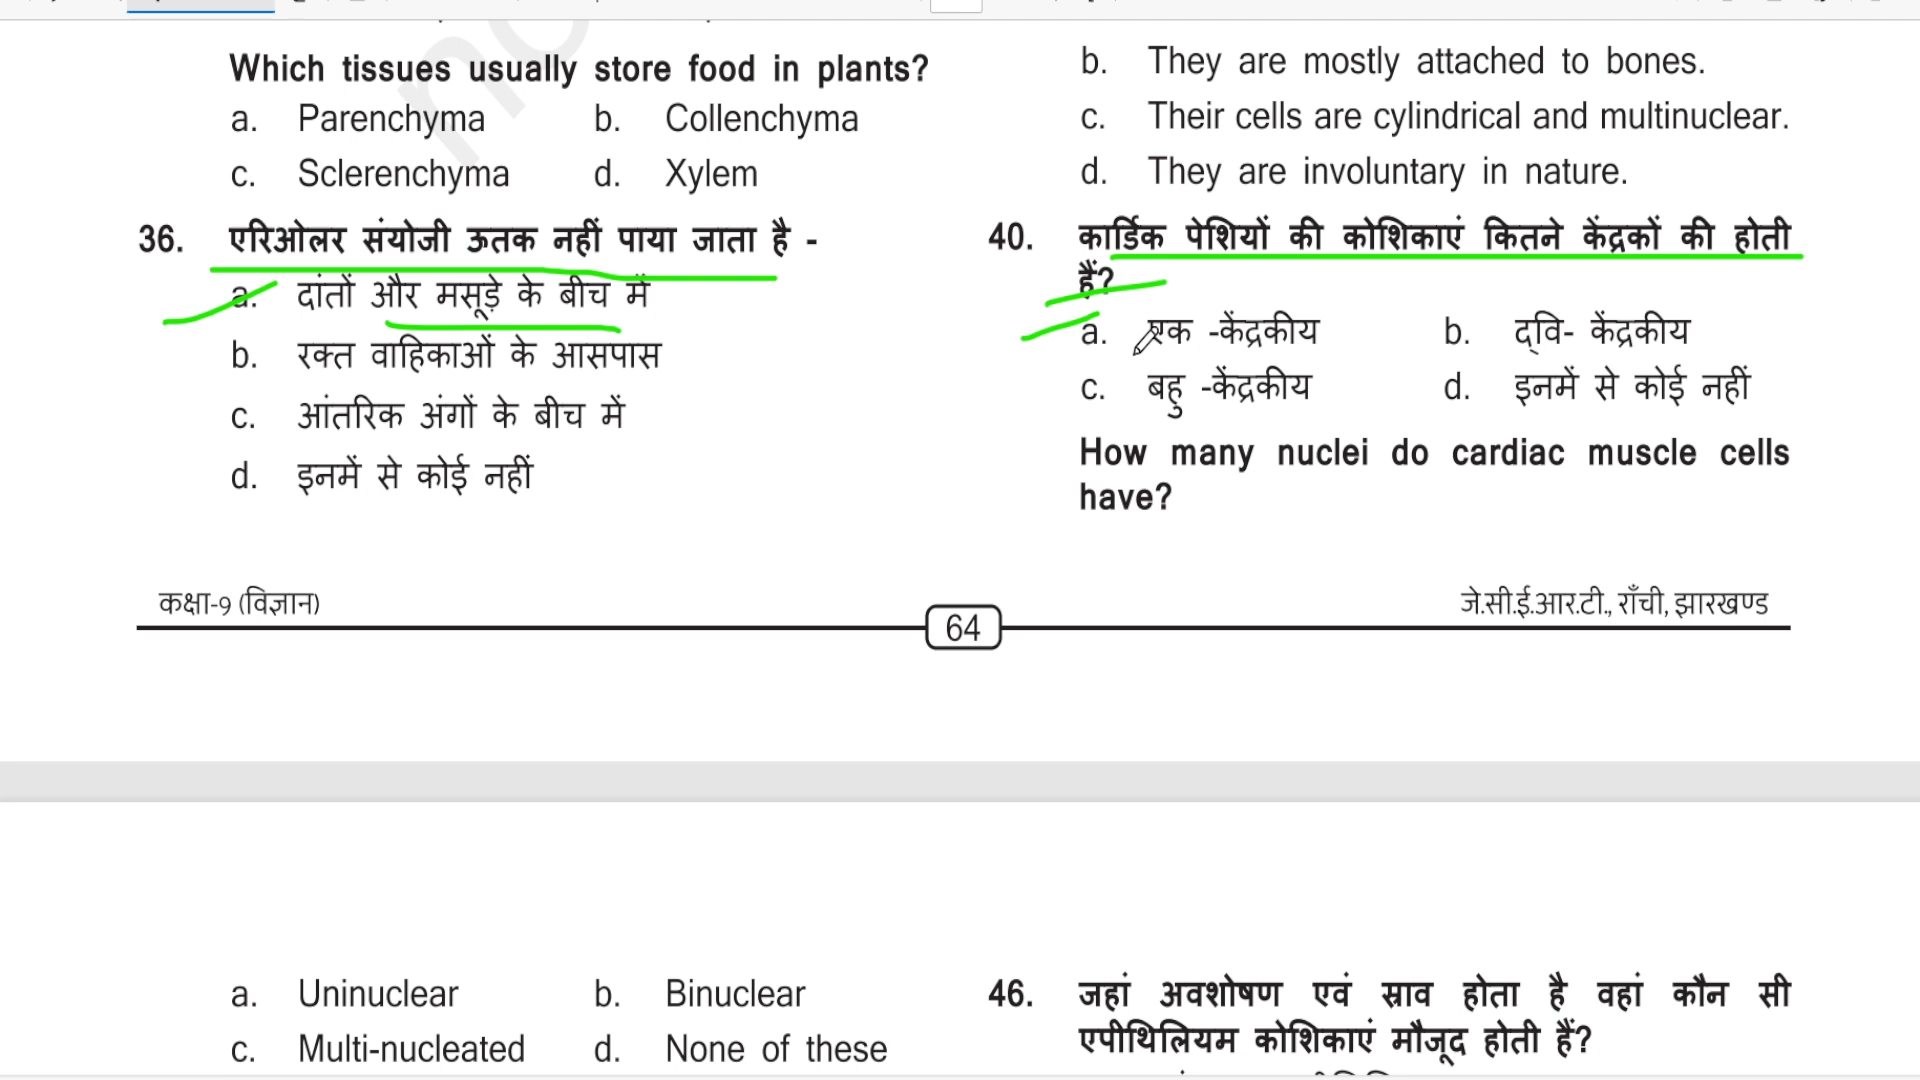 Which tissues usually store food in plants?
a. Parenchyma b. Collenchyma
c. Sclerenchyma d. Xylem
36. एरिओलर संयोजी ऊतक नहीं पाया जाता है -
a. दांतों और मसूड़े के बीच में
b. रक्त वाहिकाओं के आसपास
c. आंतरिक अंगों के बीच में
d. इनमें से कोई नहीं
b. They are mostly attached to bones.
c. Their cells are cylindrical and multinuclear.
d. They are involuntary in nature.
40. कार्डिक पेशियों की कोशिकाएं कितने केंद्रकों की होती
हैं?
a. एक -केंद्रकीय b. द्वि- केंद्रकीय
c. बहु -केंद्रकीय d. इनमें से कोई नहीं
How many nuclei do cardiac muscle cells
have?
कक्षा-9 (विज्ञान)
64
जे.सी.ई.आर.टी., राँची, झारखण्ड
a. Uninuclear b. Binuclear
c. Multi-nucleated d. None of these
46. जहां अवशोषण एवं स्राव होता है वहां कौन सी
एपीथिलियम कोशिकाएं मौजूद होती हैं?